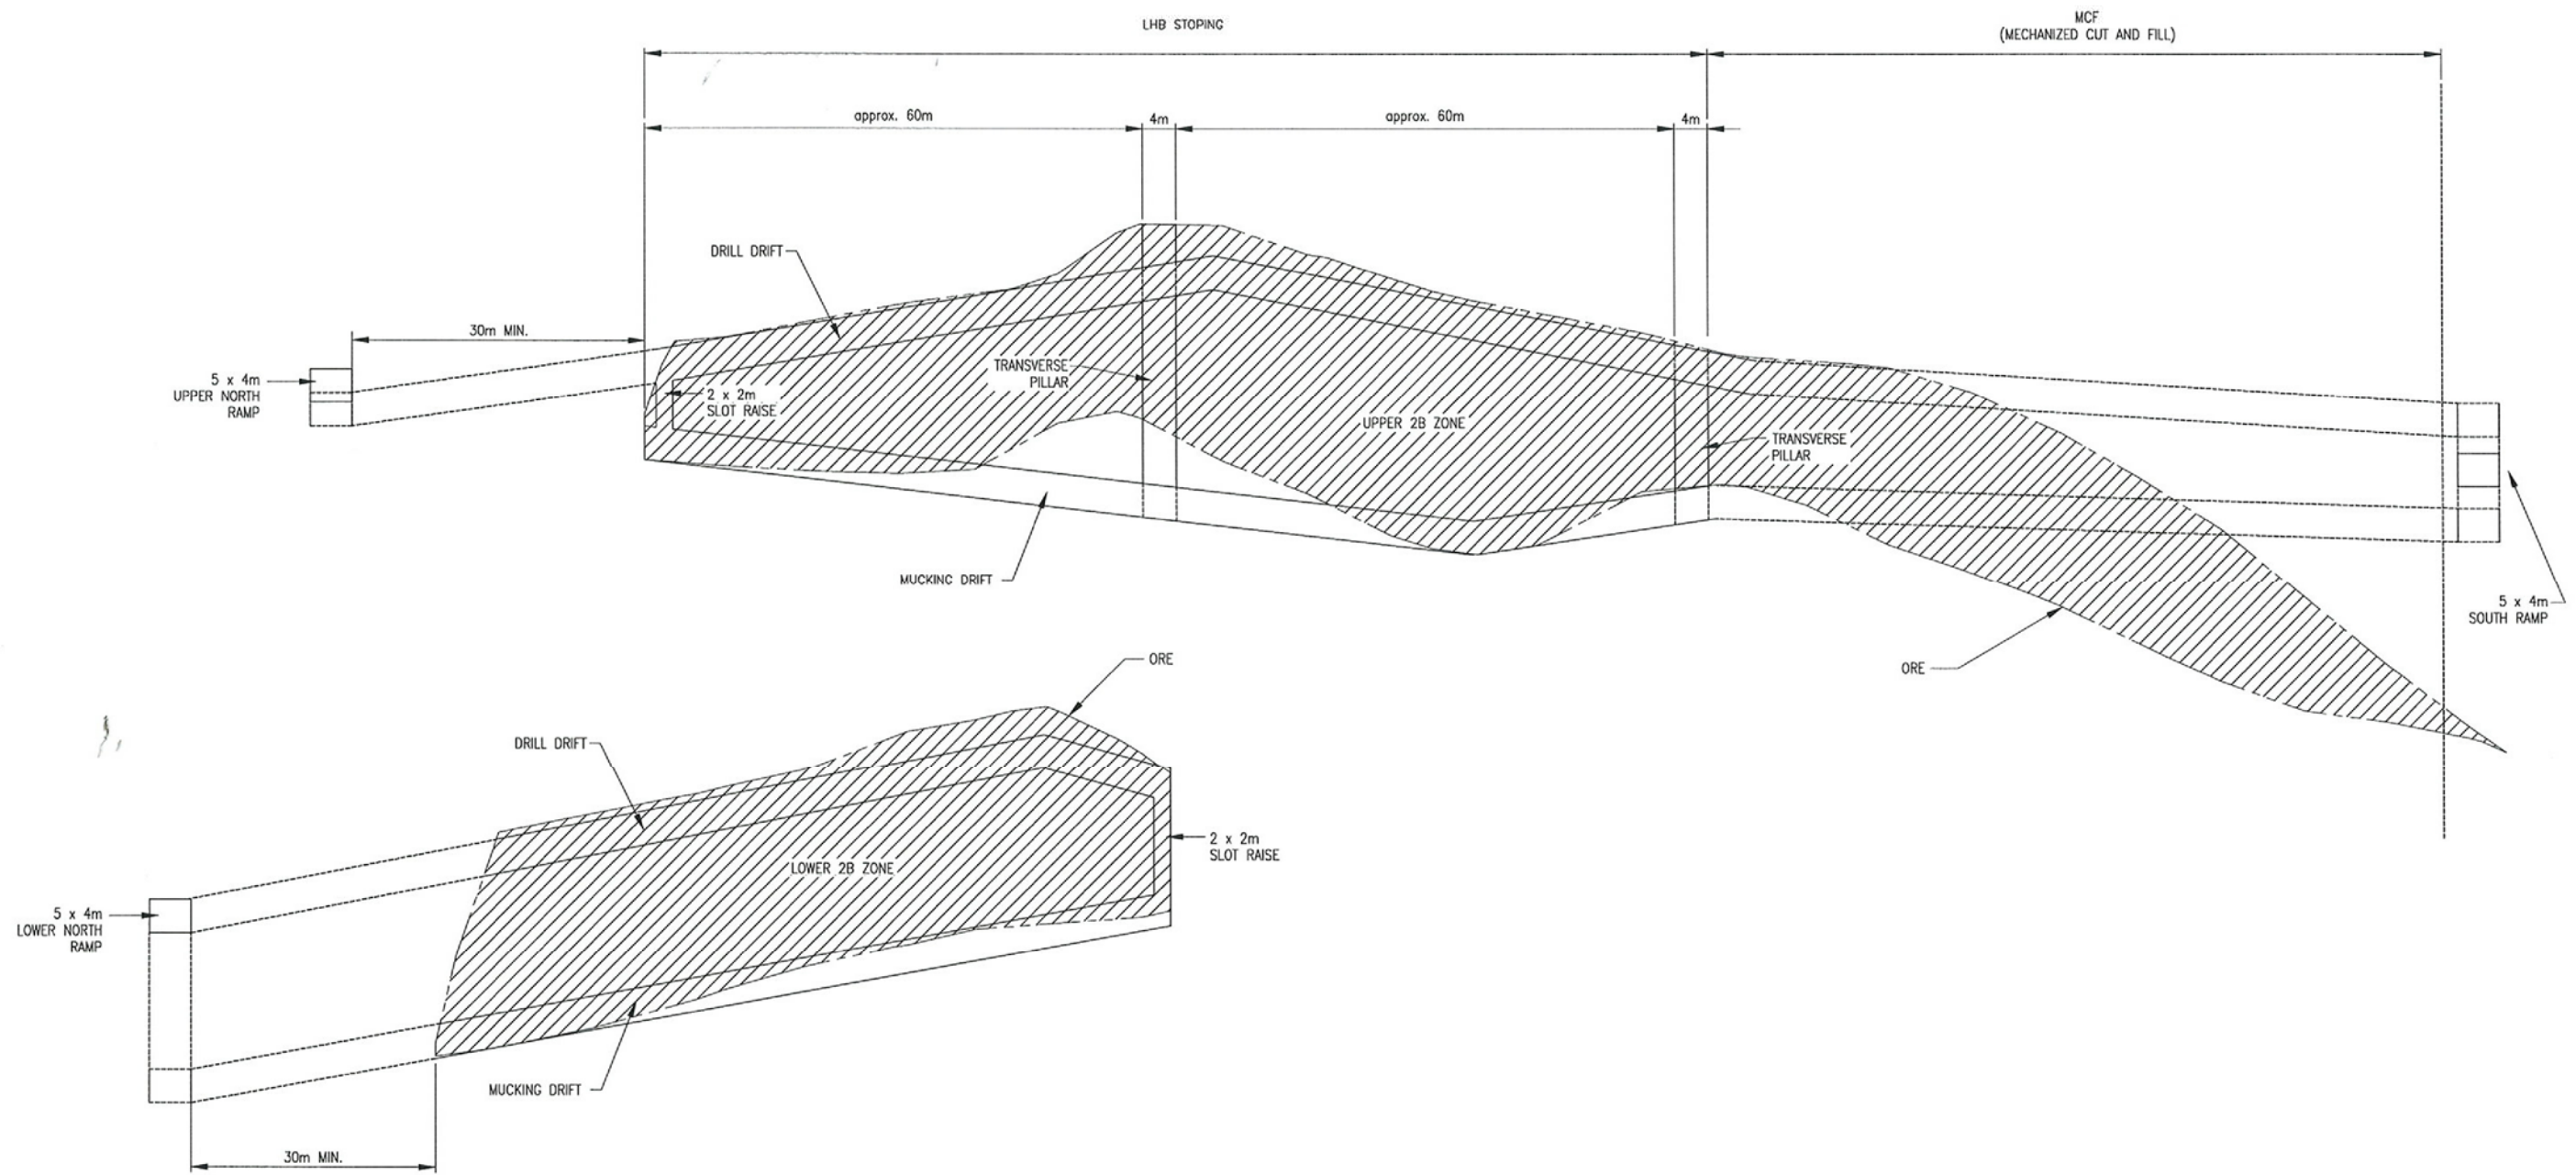 LHB STOPING
MCF
(MECHANIZED CUT AND FILL)
approx. 60m
4m
approx. 60m
4m
DRILL DRIFT
30m MIN.
5 x 4m
UPPER NORTH
RAMP
2 x 2m
SLOT RAISE
TRANSVERSE
PILLAR
UPPER 2B ZONE
TRANSVERSE
PILLAR
MUCKING DRIFT
5 x 4m
SOUTH RAMP
ORE
ORE
DRILL DRIFT
LOWER 2B ZONE
2 x 2m
SLOT RAISE
5 x 4m
LOWER NORTH
RAMP
MUCKING DRIFT
30m MIN.